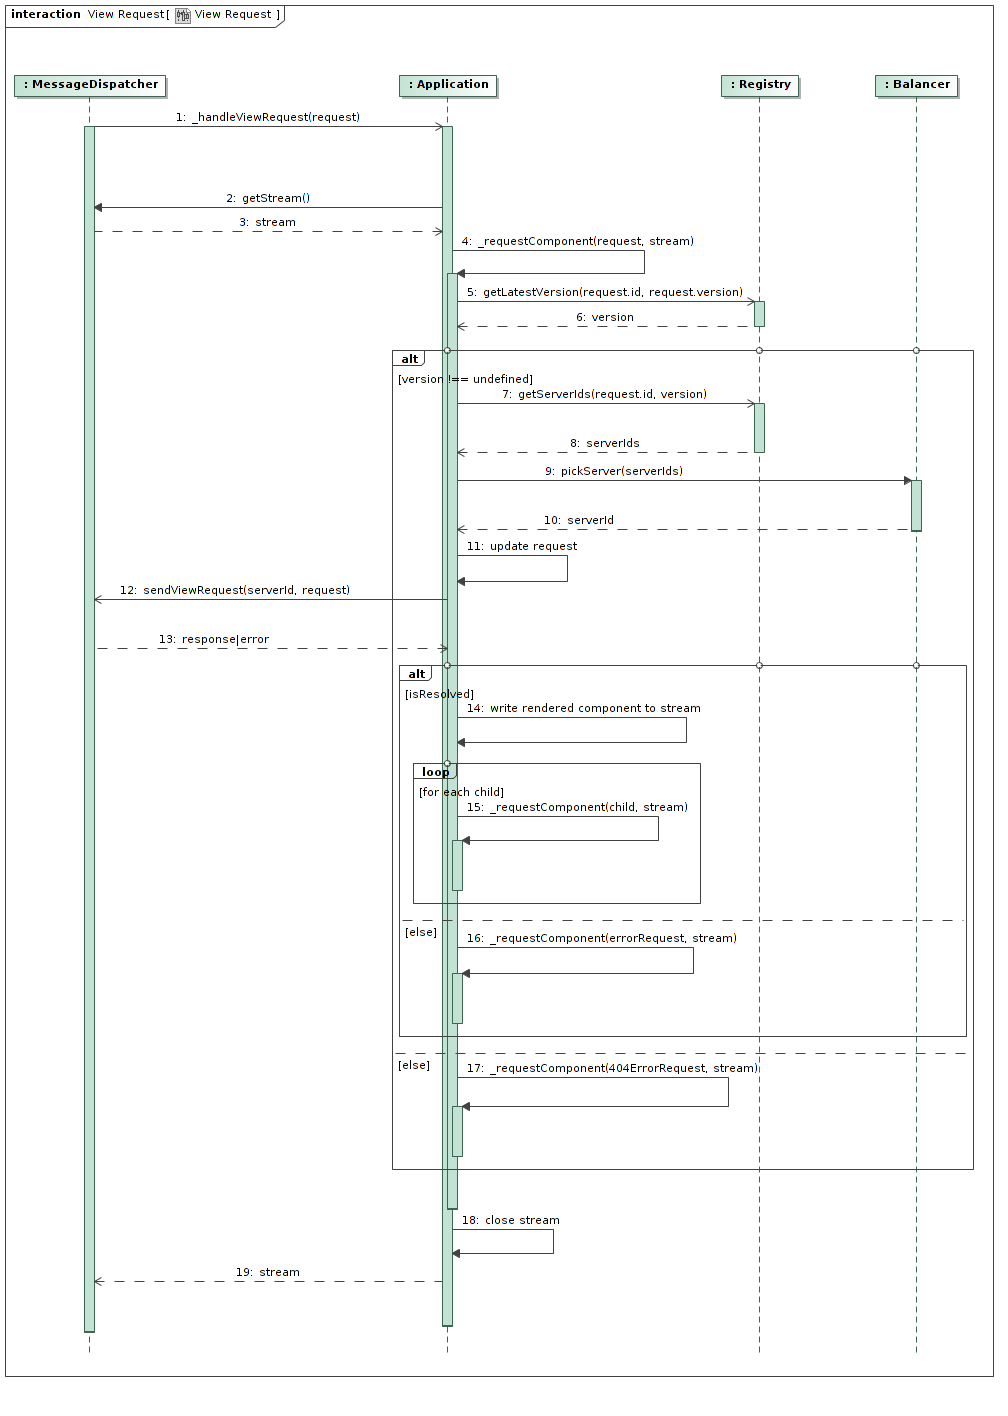 interaction View Request[ View Request ]
: MessageDispatcher
: Application
: Registry
: Balancer
1: _handleViewRequest(request)
2: getStream()
3: stream
4: _requestComponent(request, stream)
5: getLatestVersion(request.id, request.version)
6: version
alt
[version !== undefined]
7: getServerIds(request.id, version)
8: serverIds
9: pickServer(serverIds)
10: serverId
11: update request
12: sendViewRequest(serverId, request)
13: response|error
alt
[isResolved]
14: write rendered component to stream
loop
[for each child]
15: _requestComponent(child, stream)
[else]
16: _requestComponent(errorRequest, stream)
[else]
17: _requestComponent(404ErrorRequest, stream)
18: close stream
19: stream